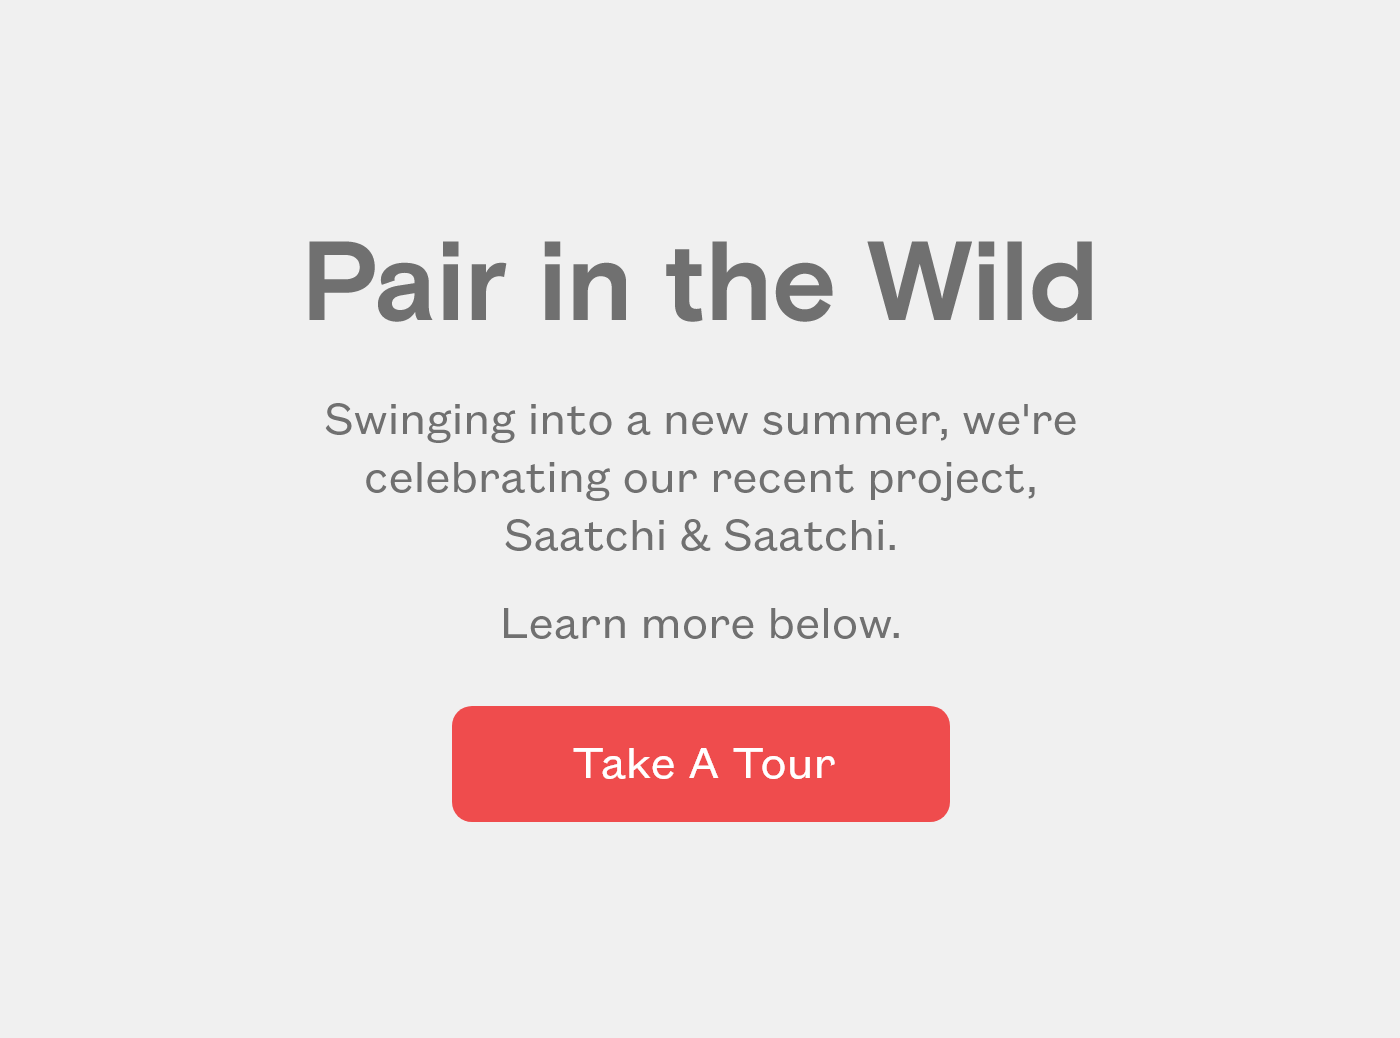 Pair in the Wild
Swinging into a new summer, we're
celebrating our recent project,
Saatchi & Saatchi.
Learn more below.
Take A Tour